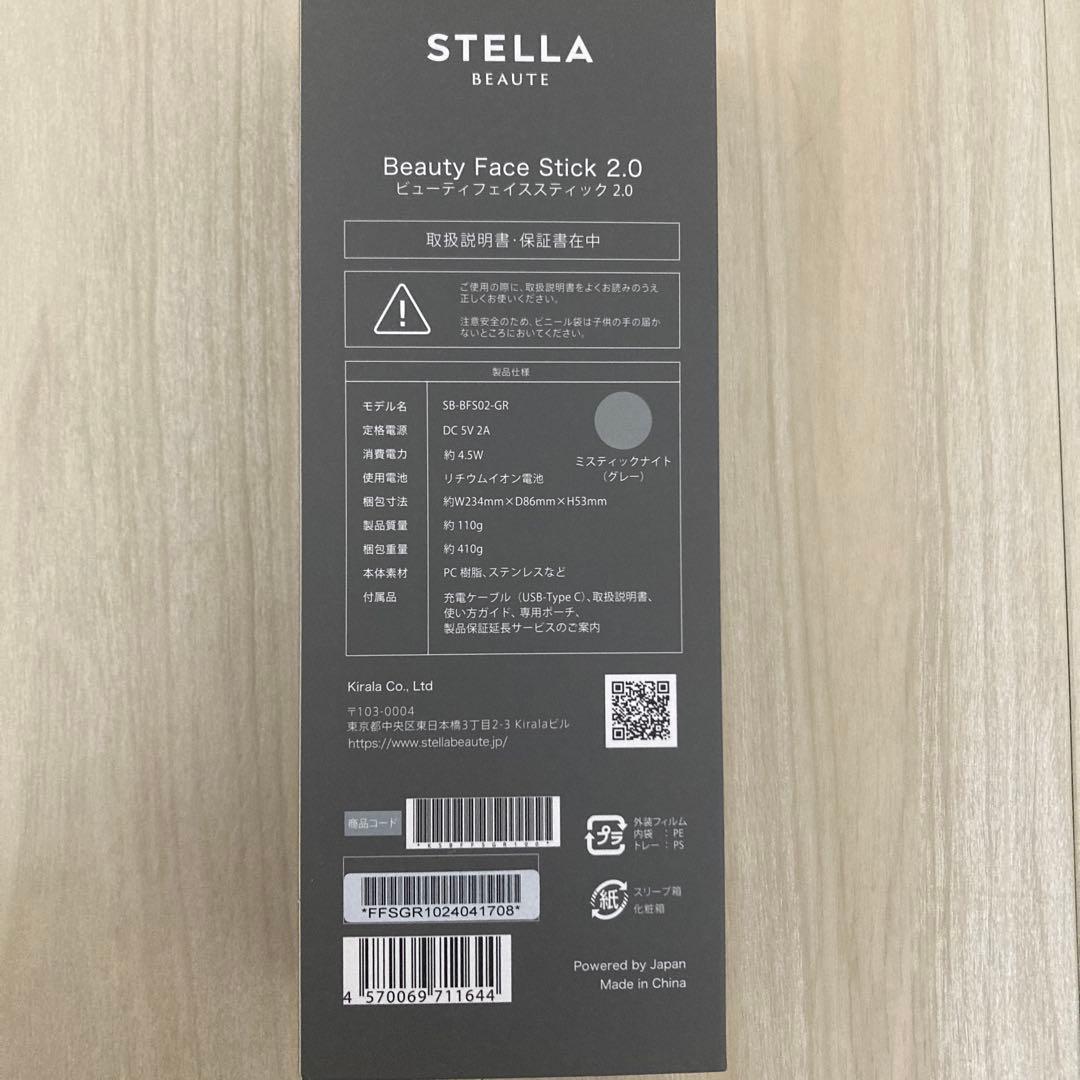 STELLA
BEAUTE
Beauty Face Stick 2.0
ビューティフェイススティック 2.0
取扱説明書・保証書在中
ご使用の際に、取扱説明書をよくお読みのうえ
正しくお使いください。
注意安全のため、ビニール袋は子供の手の届か
ないところにおいてください。
製品仕様
モデル名 SB-BFS02-GR
定格電源 DC 5V 2A
消費電力 約 4.5W
使用電池 リチウムイオン電池
梱包寸法 約W234mm×D86mm×H53mm
製品質量 約 110g
梱包重量 約 410g
本体素材 PC 樹脂、ステンレスなど
付属品 充電ケーブル（USB-Type C）、取扱説明書、
使い方ガイド、専用ポーチ、
製品保証延長サービスのご案内
ミスティックナイト
（グレー）
Kirala Co., Ltd
〒103-0004
東京都中央区東日本橋3丁目2-3 Kiralaビル
https://www.stellabeaute.jp/
商品コード
*FFSGR1024041708*
4 570069 711644
プラ
外装フィルム
内袋 : PE
トレー : PS
紙
スリーブ箱
化粧箱
Powered by Japan
Made in China